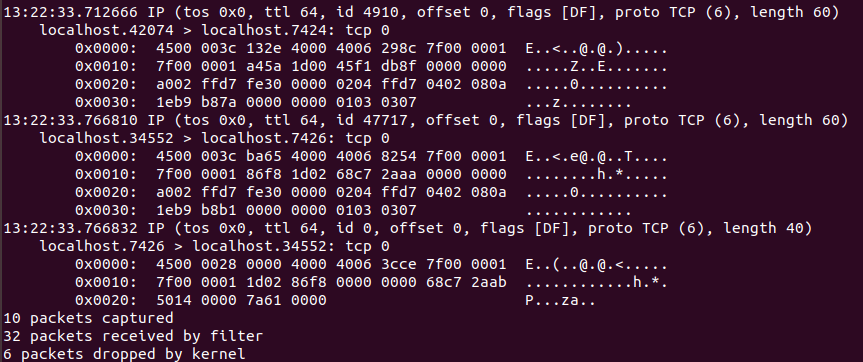 13:22:33.712666 IP (tos 0x0, ttl 64, id 4910, offset 0, flags [DF], proto TCP (6), length 60)
    localhost.42074 > localhost.7424: tcp 0
        0x0000:  4500 003c 132e 4000 4006 298c 7f00 0001  E..<..@.@.).....
        0x0010:  7f00 0001 a45a 1d00 45f1 db8f 0000 0000  .....Z..E.......
        0x0020:  a002 ffd7 fe30 0000 0204 ffd7 0402 080a  .....0..........
        0x0030:  1eb9 b87a 0000 0000 0103 0307            ...z........
13:22:33.766810 IP (tos 0x0, ttl 64, id 47717, offset 0, flags [DF], proto TCP (6), length 60)
    localhost.34552 > localhost.7426: tcp 0
        0x0000:  4500 003c ba65 4000 4006 8254 7f00 0001  E..<.e@.@..T....
        0x0010:  7f00 0001 86f8 1d02 68c7 2aaa 0000 0000  ........h.*.....
        0x0020:  a002 ffd7 fe30 0000 0204 ffd7 0402 080a  .....0..........
        0x0030:  1eb9 b8b1 0000 0000 0103 0307            ............
13:22:33.766832 IP (tos 0x0, ttl 64, id 0, offset 0, flags [DF], proto TCP (6), length 40)
    localhost.7426 > localhost.34552: tcp 0
        0x0000:  4500 0028 0000 4000 4006 3cce 7f00 0001  E..(..@.@.<.....
        0x0010:  7f00 0001 1d02 86f8 0000 0000 68c7 2aab  ............h.*.
        0x0020:  5014 0000 7a61 0000                      P...za..
10 packets captured
32 packets received by filter
6 packets dropped by kernel